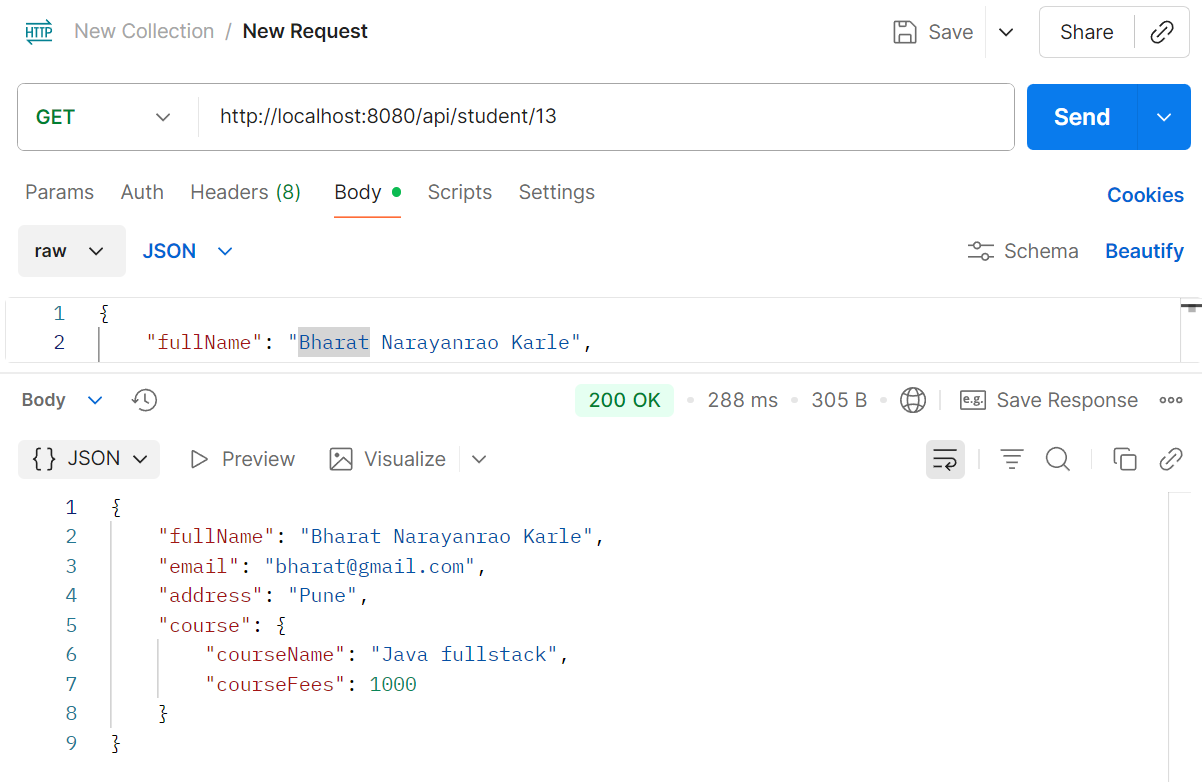 HTTP New Collection / New Request Save Share
GET http://localhost:8080/api/student/13 Send
Params Auth Headers (8) Body Scripts Settings Cookies
raw JSON Schema Beautify
1 {
2 "fullName": "Bharat Narayanrao Karle",
Body 200 OK 288 ms 305 B e.g. Save Response
{} JSON Preview Visualize
1 {
2 "fullName": "Bharat Narayanrao Karle",
3 "email": "bharat@gmail.com",
4 "address": "Pune",
5 "course": {
6 "courseName": "Java fullstack",
7 "courseFees": 1000
8 }
9 }